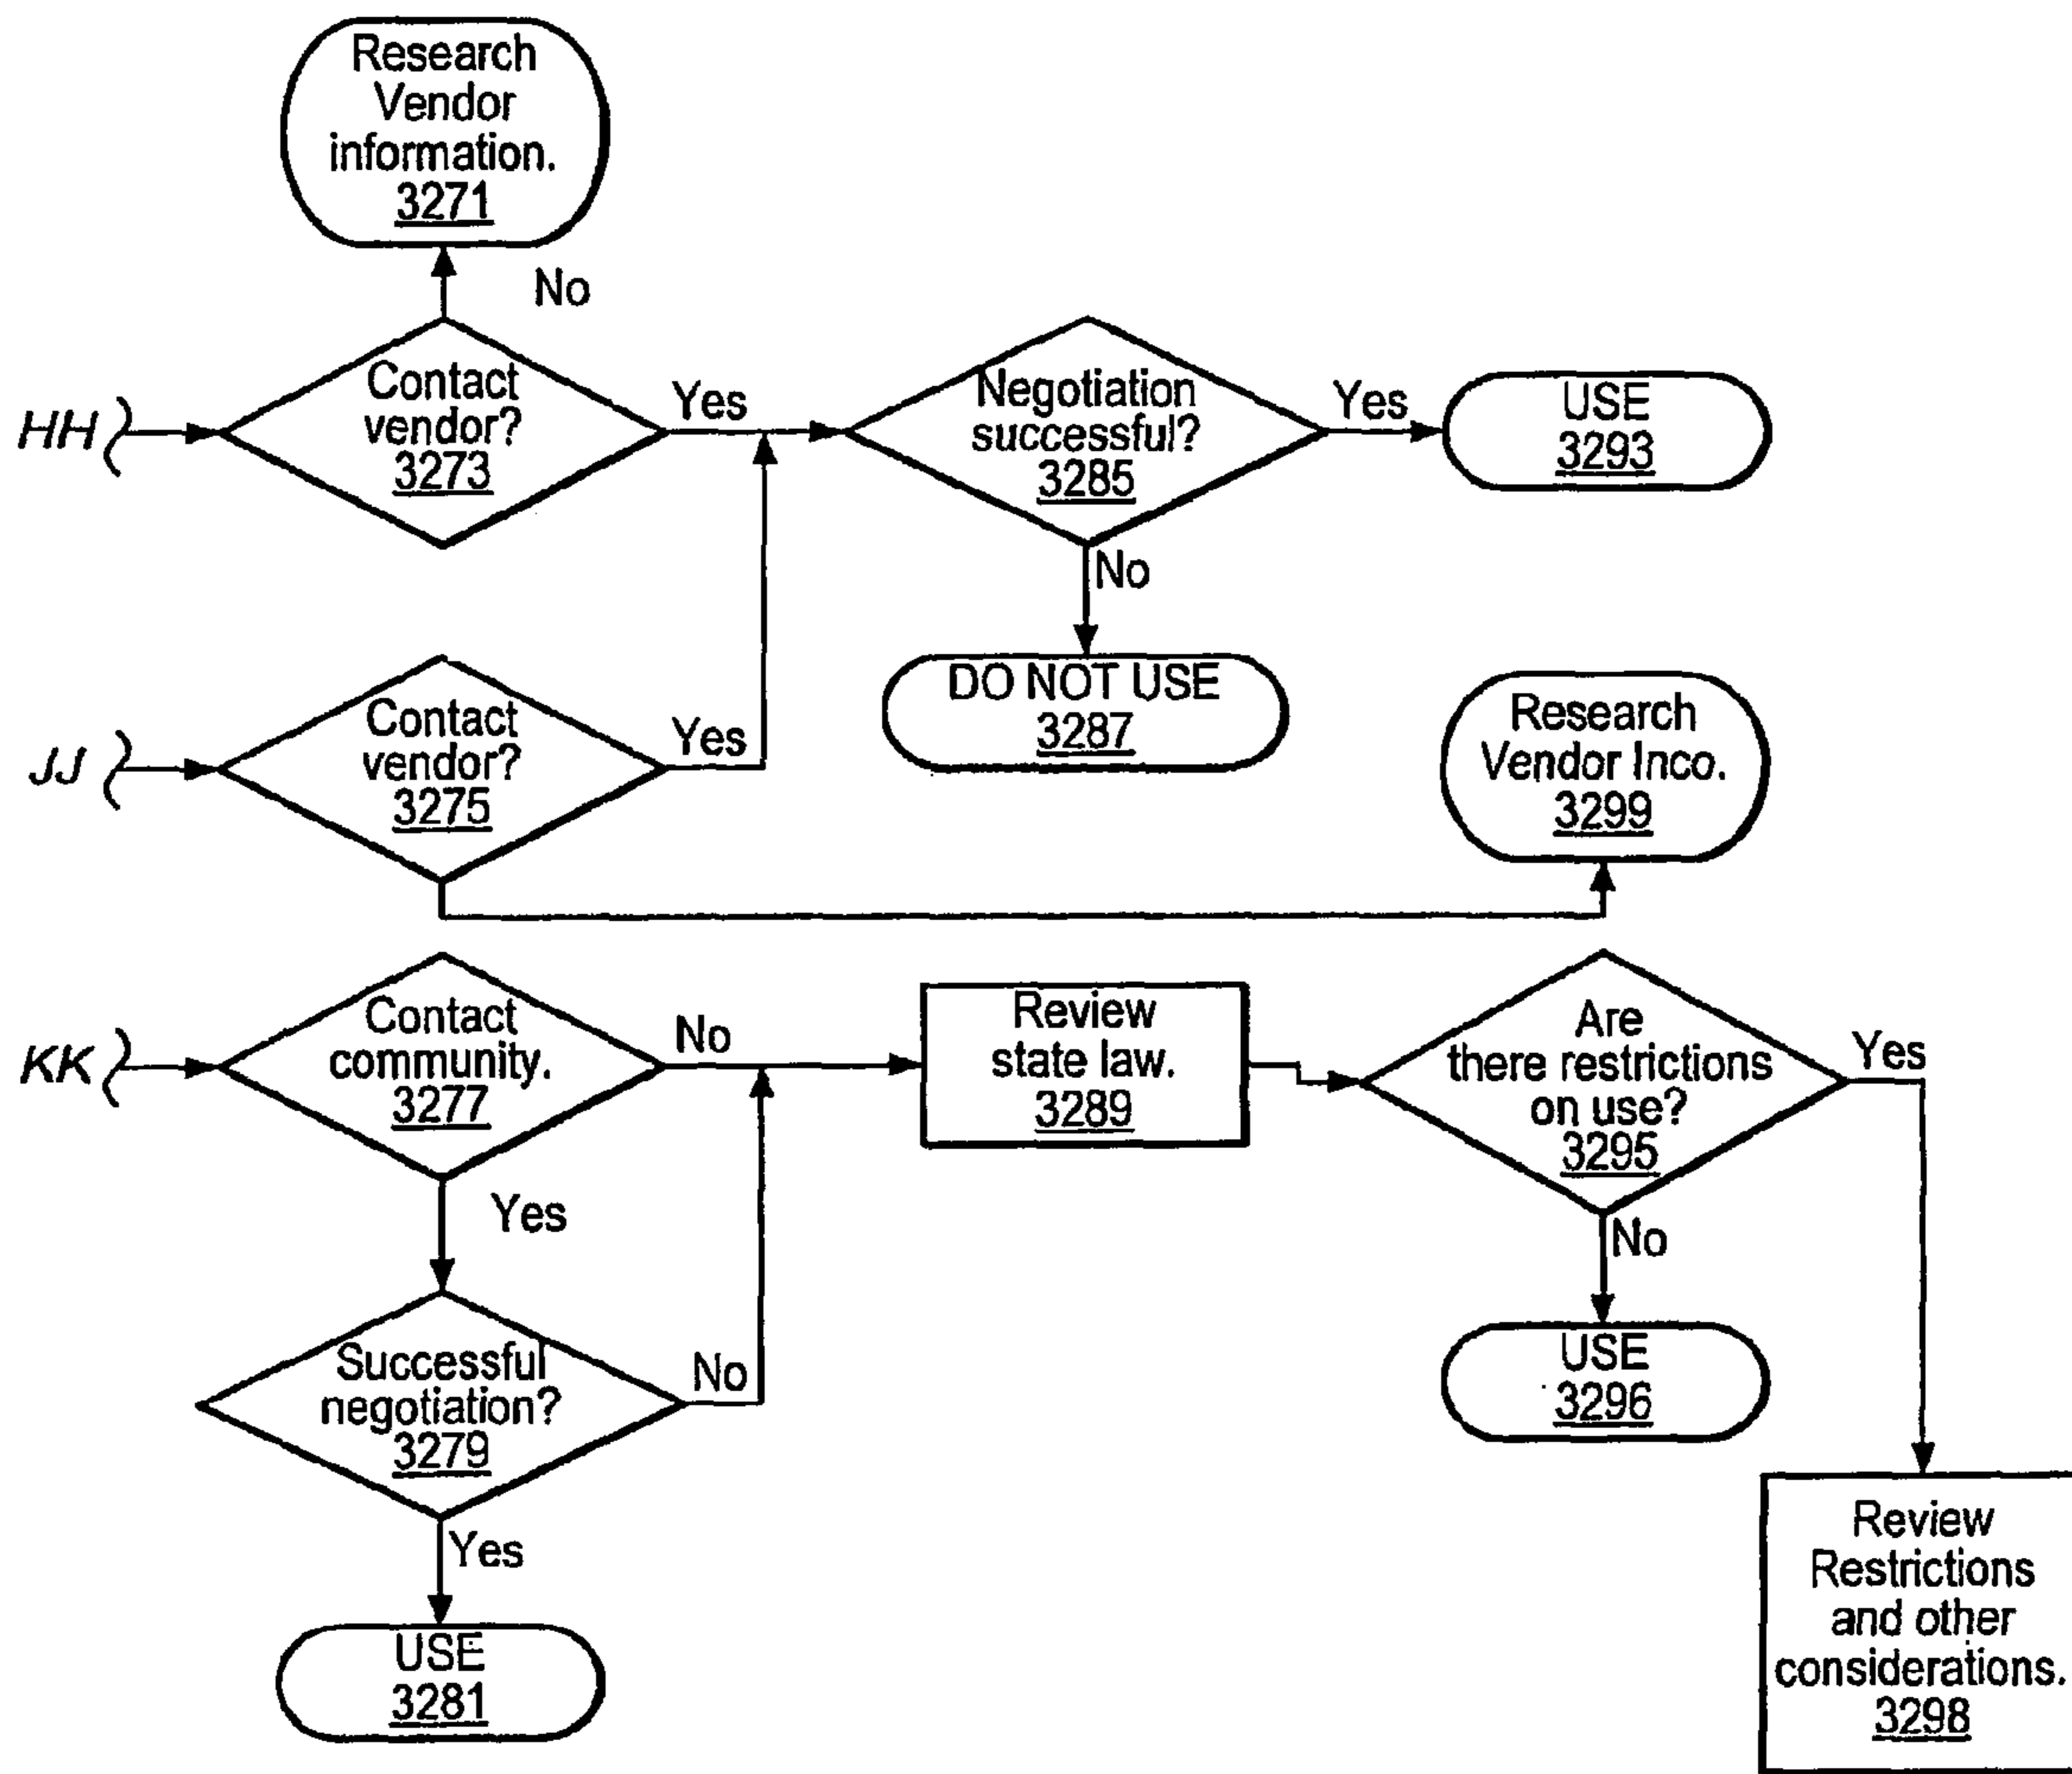 Research
Vendor
information.
3271
No
HH
Contact
vendor?
3273
Yes
Negotiation
successful?
3285
Yes
USE
3293
No
DO NOT USE
3287
JJ
Contact
vendor?
3275
Yes
Research
Vendor Inco.
3299
KK
Contact
community.
3277
No
Review
state law.
3289
Are
there restrictions
on use?
3295
Yes
Yes
No
Successful
negotiation?
3279
No
USE
3296
Yes
USE
3281
Review
Restrictions
and other
considerations.
3298